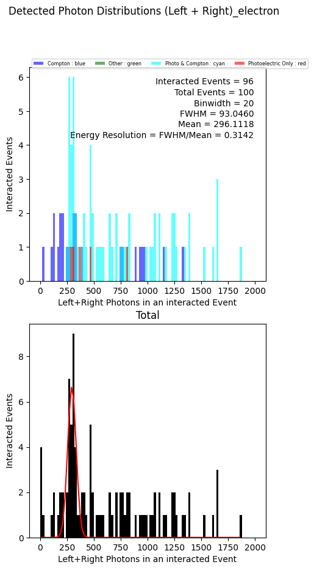 Detected Photon Distributions (Left + Right)_electron
Compton : blue Other : green Photo & Compton : cyan Photoelectric Only : red
Interacted Events = 96
Total Events = 100
Binwidth = 20
FWHM = 93.0460
Mean = 296.1118
Energy Resolution = FWHM/Mean = 0.3142
Interacted Events
6
5
4
3
2
1
0
0 250 500 750 1000 1250 1500 1750 2000
Left+Right Photons in an interacted Event
Total
Interacted Events
8
6
4
2
0
0 250 500 750 1000 1250 1500 1750 2000
Left+Right Photons in an interacted Event